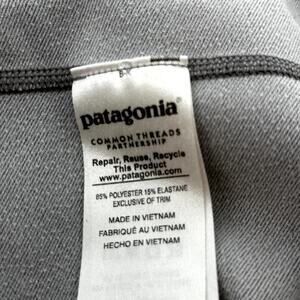 patagonia®
COMMON THREADS
PARTNERSHIP
Repair, Reuse, Recycle
This Product
www.patagonia.com
85% POLYESTER 15% ELASTANE
EXCLUSIVE OF TRIM
MADE IN VIETNAM
FABRIQUÉ AU VIETNAM
HECHO EN VIETNAM